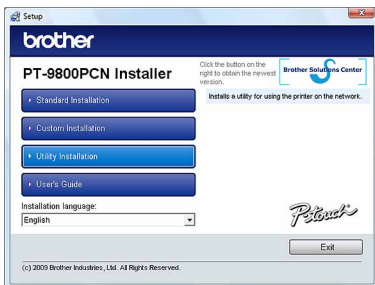 Setup
brother
PT-9800PCN Installer
Click the button on the
right to obtain the newest
version.
Brother Solutions Center
Standard Installation
Installs a utility for using the printer on the network.
Custom Installation
Utility Installation
User's Guide
Installation language:
English
P-touch
Exit
(c) 2009 Brother Industries, Ltd. All Rights Reserved.